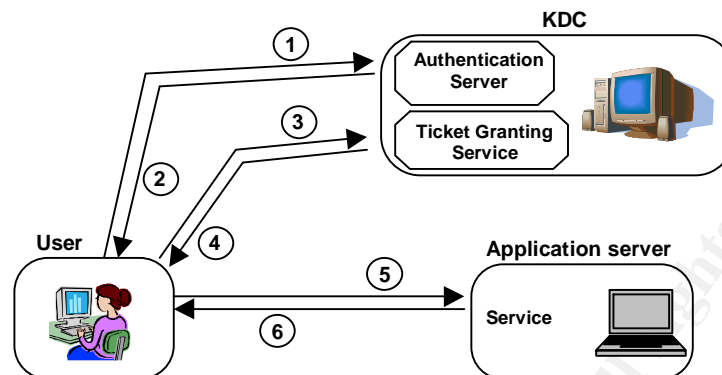 KDC
1
Authentication
Server
3
Ticket Granting
Service
2
4
User
Application server
5
Service
6